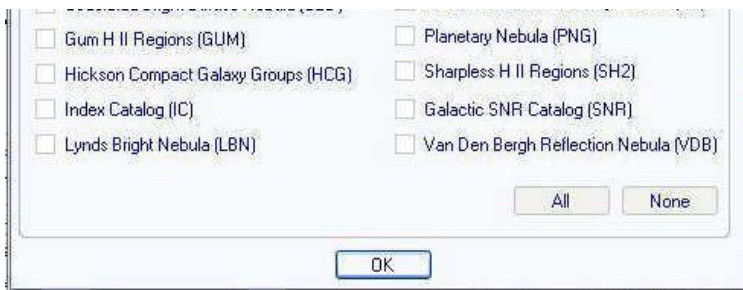 Gum H II Regions (GUM)
Planetary Nebula (PNG)
Hickson Compact Galaxy Groups (HCG)
Sharpless H II Regions (SH2)
Index Catalog (IC)
Galactic SNR Catalog (SNR)
Lynds Bright Nebula (LBN)
Van Den Bergh Reflection Nebula (VDB)
All
None
OK